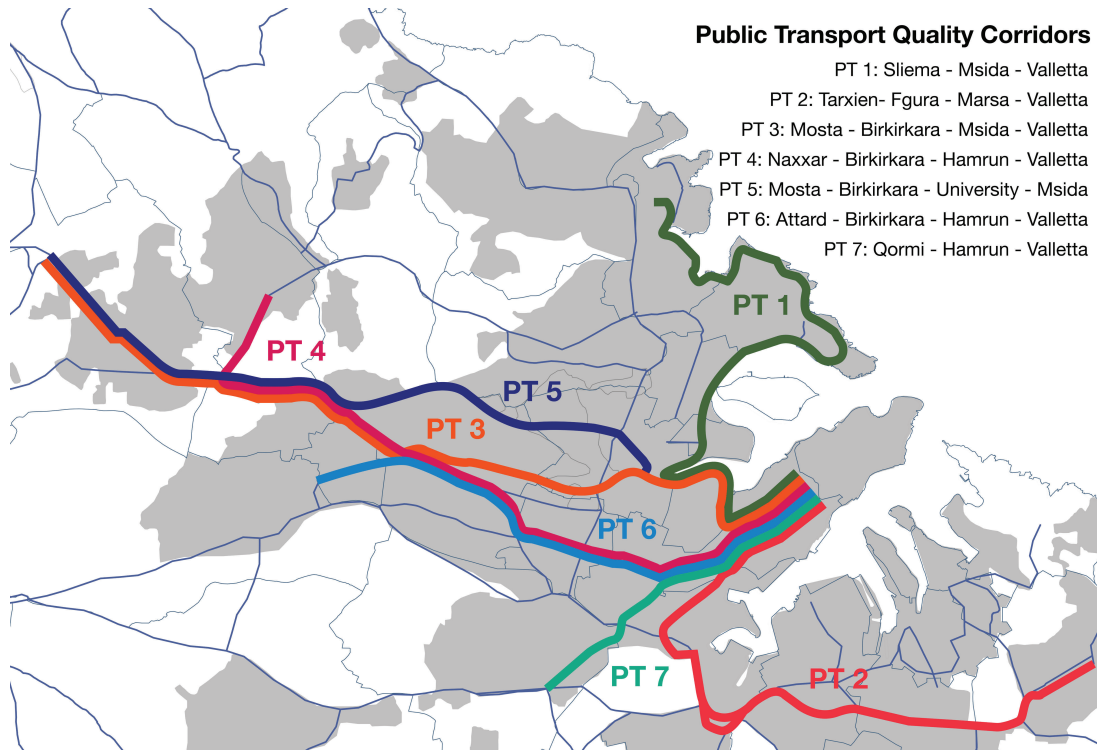 Public Transport Quality Corridors
PT 1: Sliema - Msida - Valletta
PT 2: Tarxien- Fgura - Marsa - Valletta
PT 3: Mosta - Birkirkara - Msida - Valletta
PT 4: Naxxar - Birkirkara - Hamrun - Valletta
PT 5: Mosta - Birkirkara - University - Msida
PT 6: Attard - Birkirkara - Hamrun - Valletta
PT 7: Qormi - Hamrun - Valletta
PT 1
PT 4
PT 5
PT 3
PT 6
PT 7
PT 2